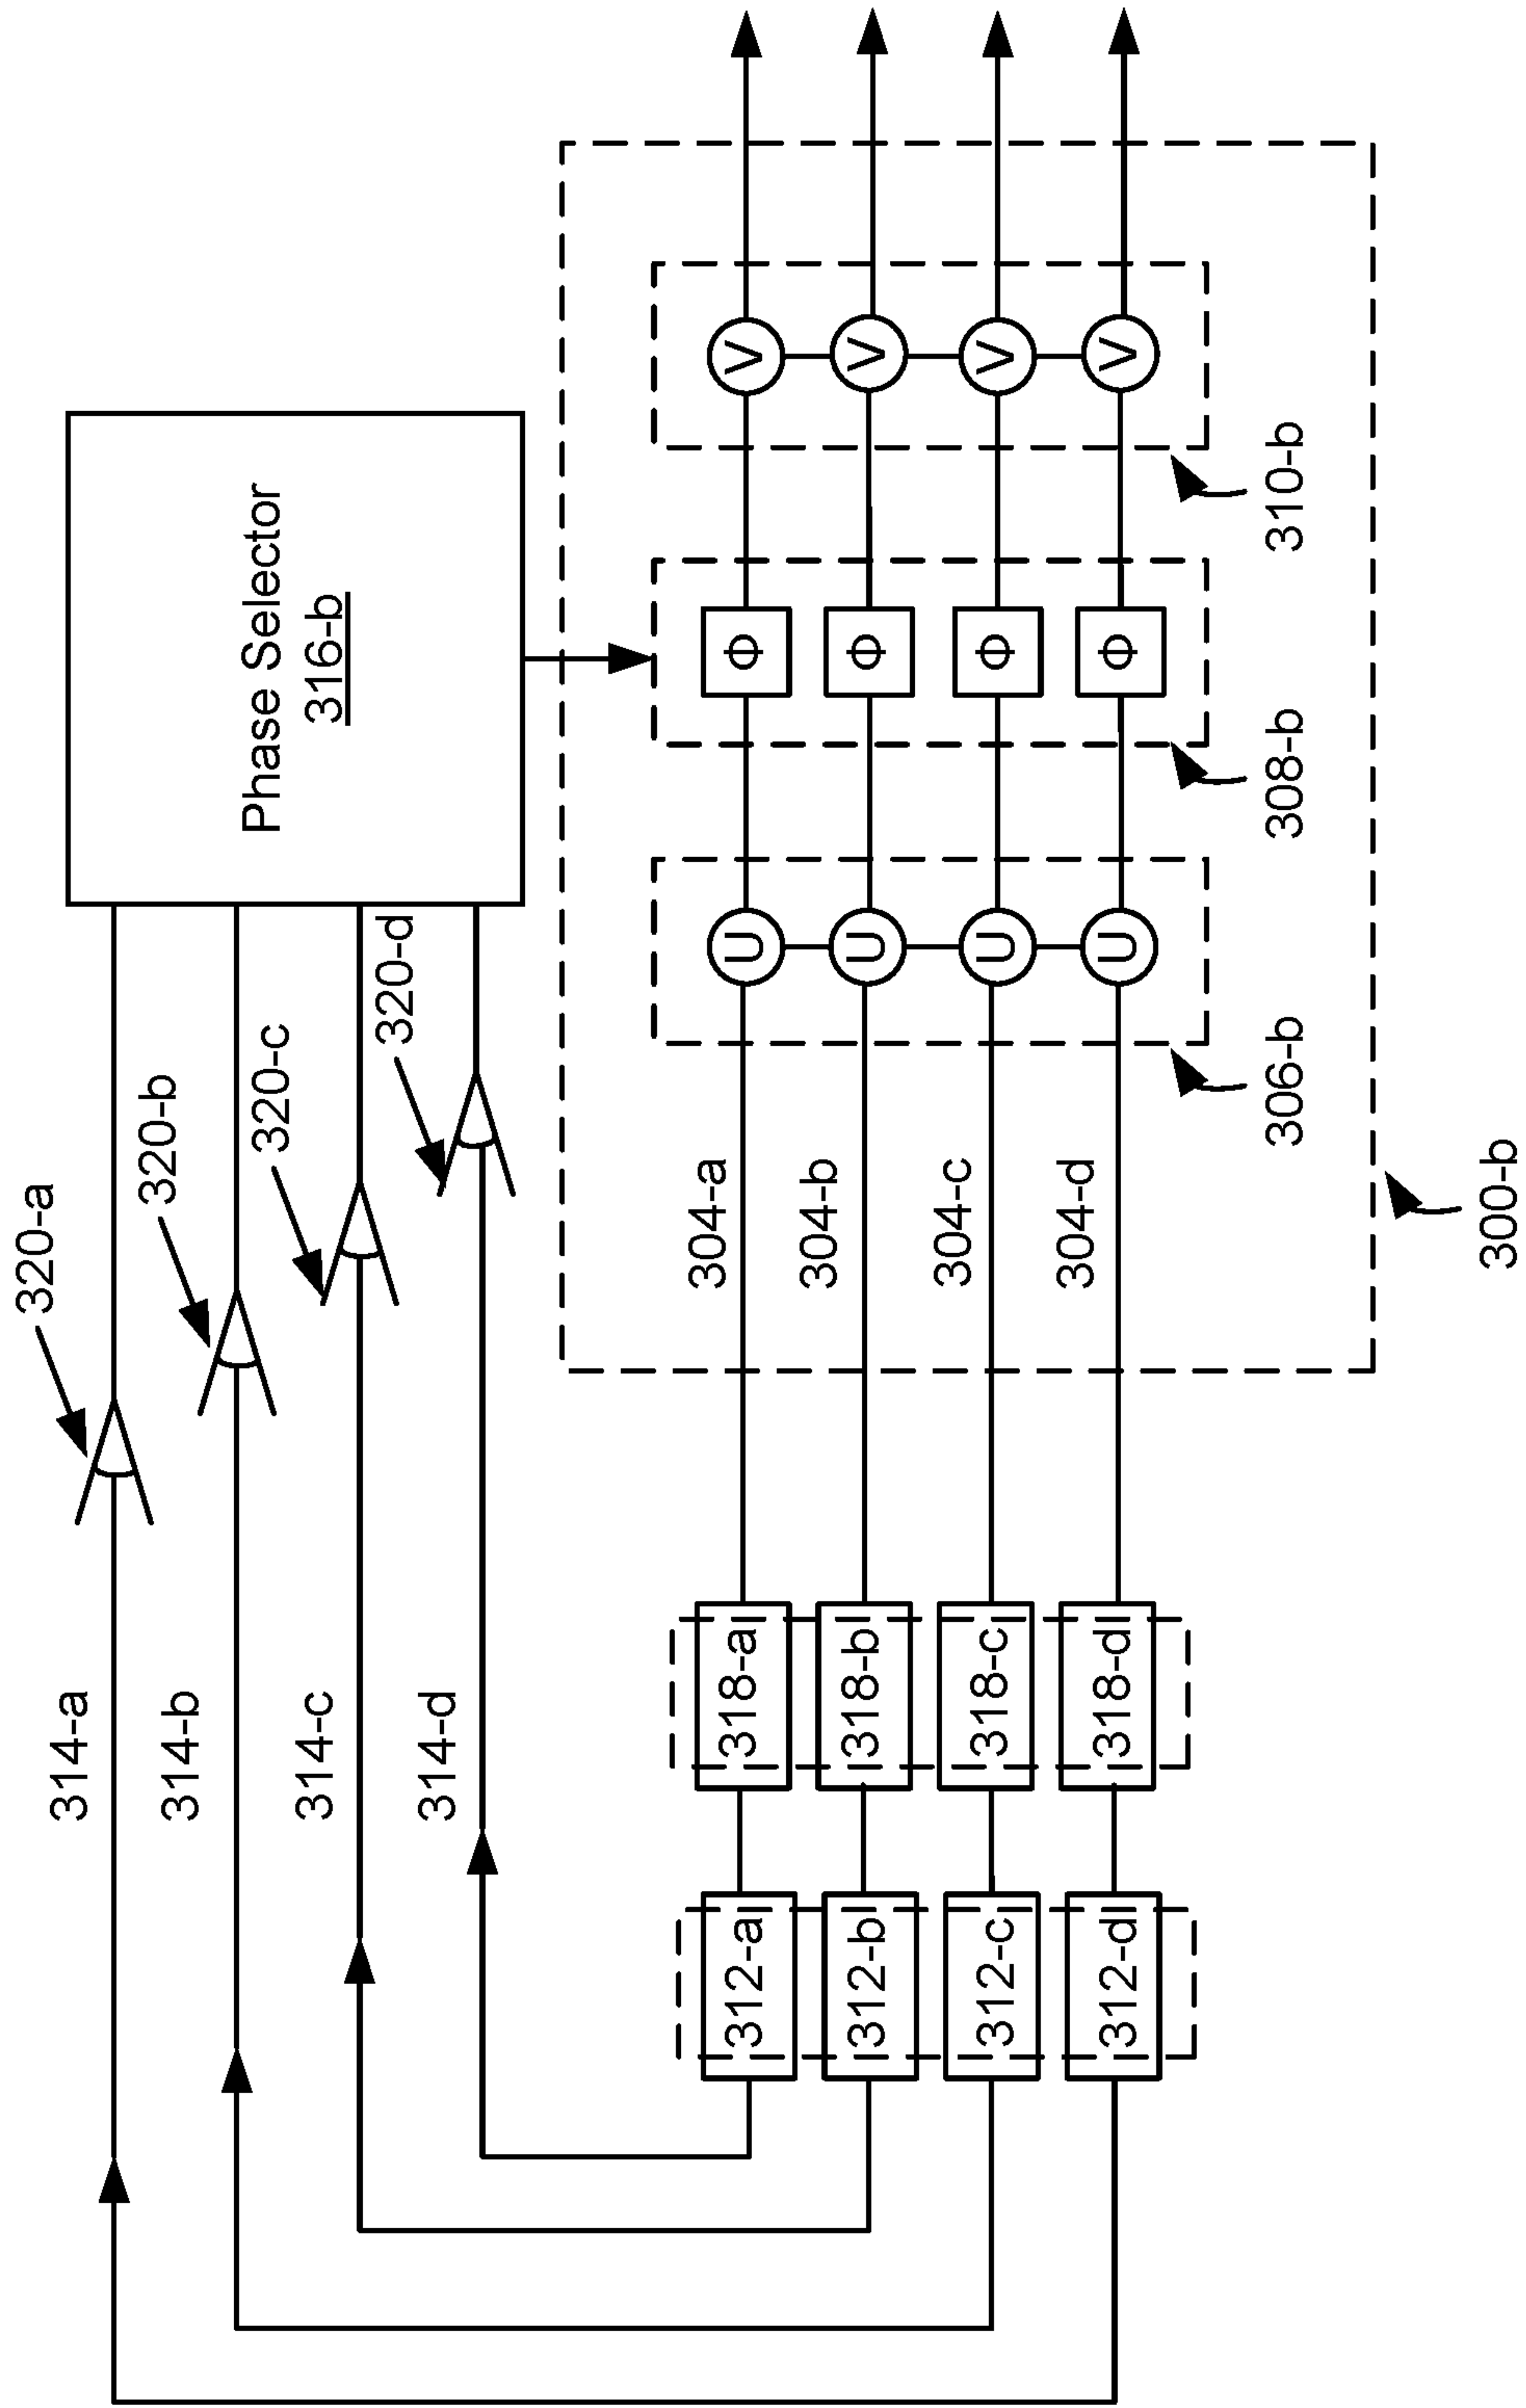 320-a
320-b
320-c
320-d
314-a
314-b
314-c
314-d
Phase Selector
316-b
304-a
304-b
304-c
304-d
312-a
312-b
312-c
312-d
318-a
318-b
318-c
318-d
U
U
U
U
Φ
Φ
Φ
Φ
V
V
V
V
306-b
308-b
310-b
300-b